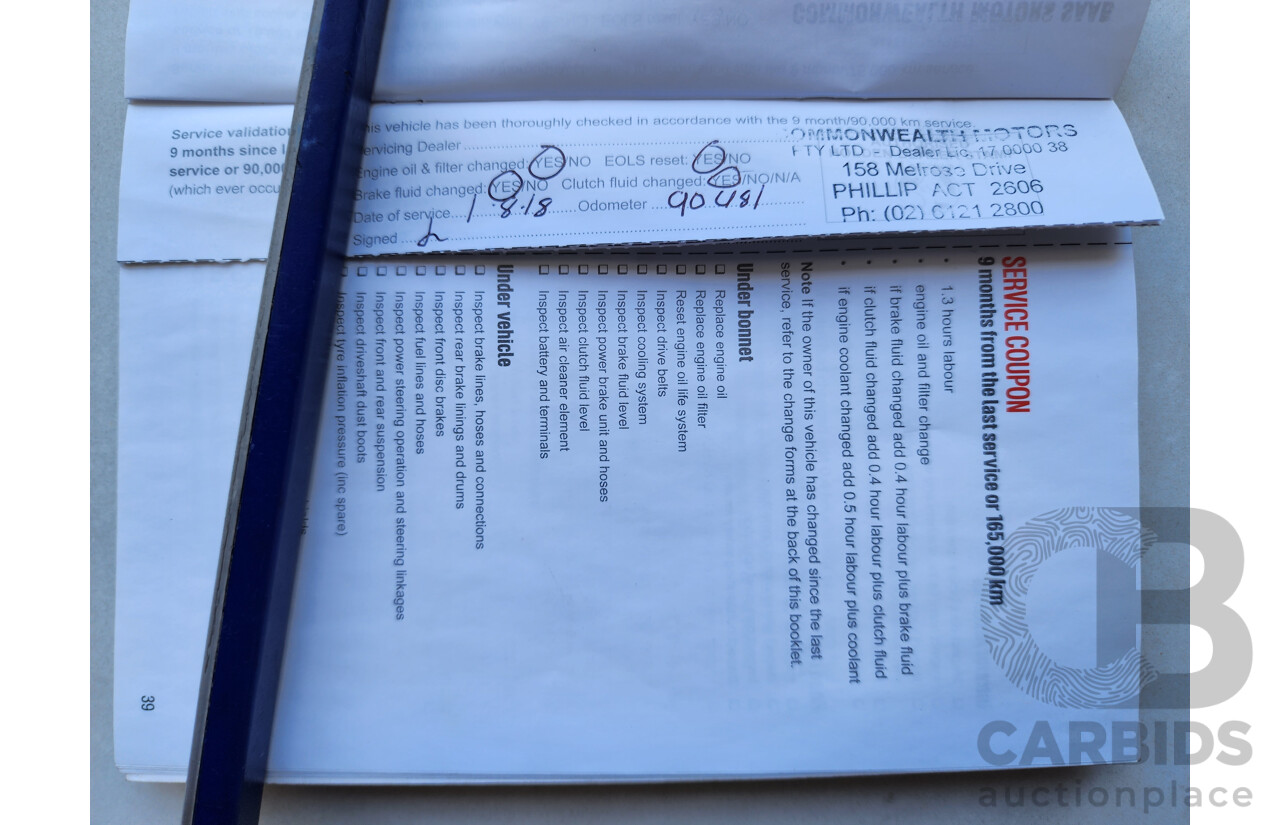 COMMONWEALTH MOTORS SAAB
Service validation
9 months since l
service or 90,00
(which ever occu
his vehicle has been thoroughly checked in accordance with the 9 month/90,000 km service.
Servicing Dealer
Engine oil & filter changed: YES/NO EOLS reset: YES/NO
Brake fluid changed: YES/NO Clutch fluid changed: YES/NO/N/A
Date of service 1 8.18 Odometer 90481
Signed
OMMONWEALTH MOTORS
PTY LTD - Dealer Lic. 17 0000 38
158 Melrose Drive
PHILLIP ACT 2606
Ph: (02) 6121 2800
SERVICE COUPON
9 months from the last service or 165,000 km
• 1.3 hours labour
• engine oil and filter change
• if brake fluid changed add 0.4 hour labour plus brake fluid
• if clutch fluid changed add 0.4 hour labour plus clutch fluid
• if engine coolant changed add 0.5 hour labour plus coolant
Note If the owner of this vehicle has changed since the last
service, refer to the change forms at the back of this booklet.
Under bonnet
Replace engine oil
Replace engine oil filter
Reset engine oil life system
Inspect drive belts
Inspect cooling system
Inspect brake fluid level
Inspect power brake unit and hoses
Inspect clutch fluid level
Inspect air cleaner element
Inspect battery and terminals
Under vehicle
Inspect brake lines, hoses and connections
Inspect rear brake linings and drums
Inspect front disc brakes
Inspect fuel lines and hoses
Inspect power steering operation and steering linkages
Inspect front and rear suspension
Inspect driveshaft dust boots
Inspect tyre inflation pressure (inc spare)
39
CB
CARBIDS
auctionplace